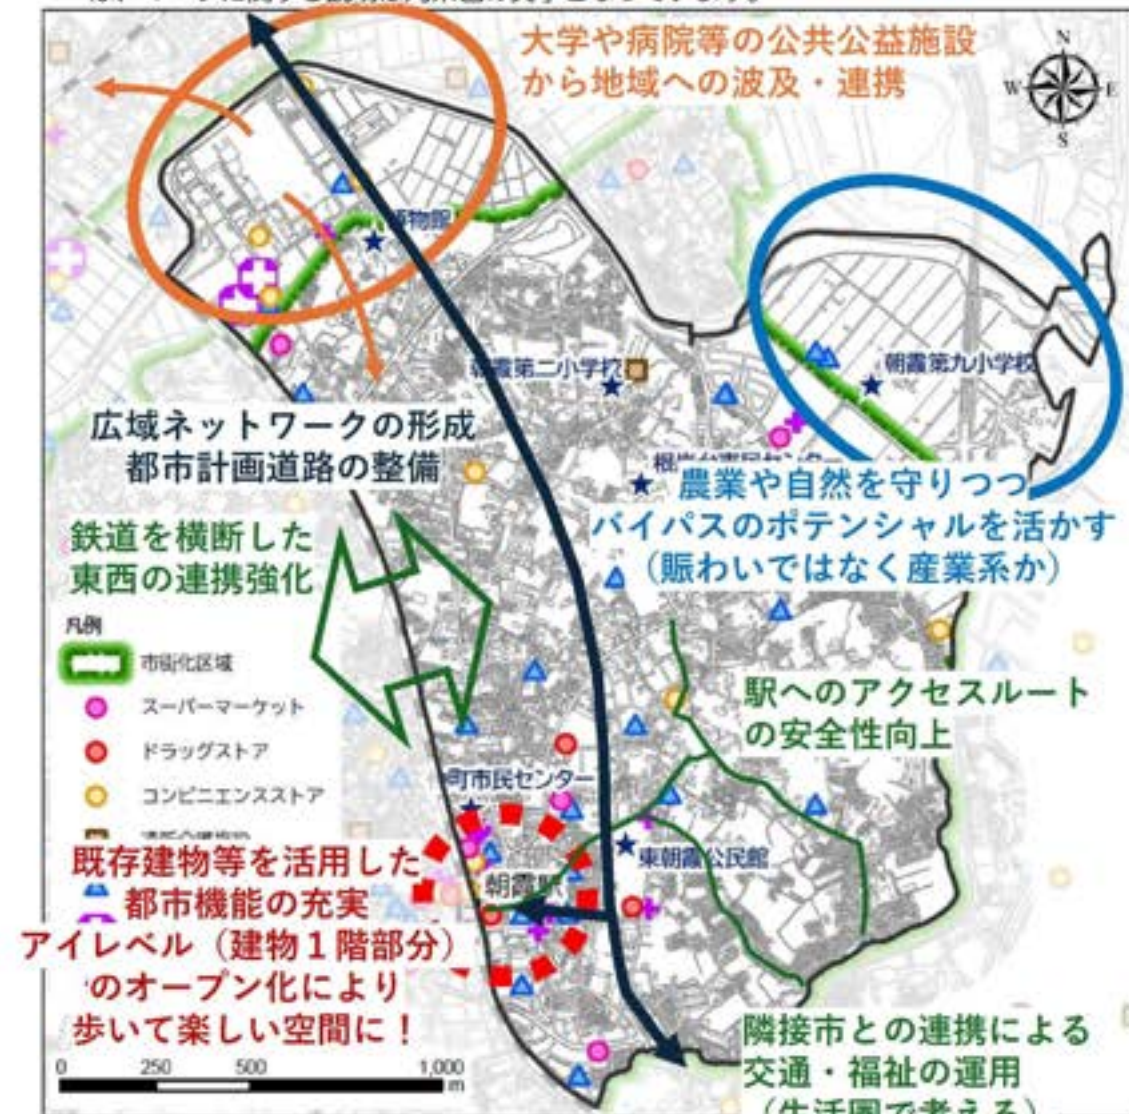 大学や病院等の公共公益施設
から地域への波及・連携
N
W
E
S
博物館
朝霞第二小学校
朝霞第九小学校
広域ネットワークの形成
都市計画道路の整備
農業や自然を守りつつ
バイパスのポテンシャルを活かす
（賑わいではなく産業系か）
鉄道を横断した
東西の連携強化
凡例
市街化区域
スーパーマーケット
ドラッグストア
コンビニエンスストア
駅へのアクセスルート
の安全性向上
町市民センター
東朝霞公民館
朝霞駅
既存建物等を活用した
都市機能の充実
アイレベル（建物１階部分）
のオープン化により
歩いて楽しい空間に！
隣接市との連携による
交通・福祉の運用
（生活圏で考える）
0 250 500 1,000
m